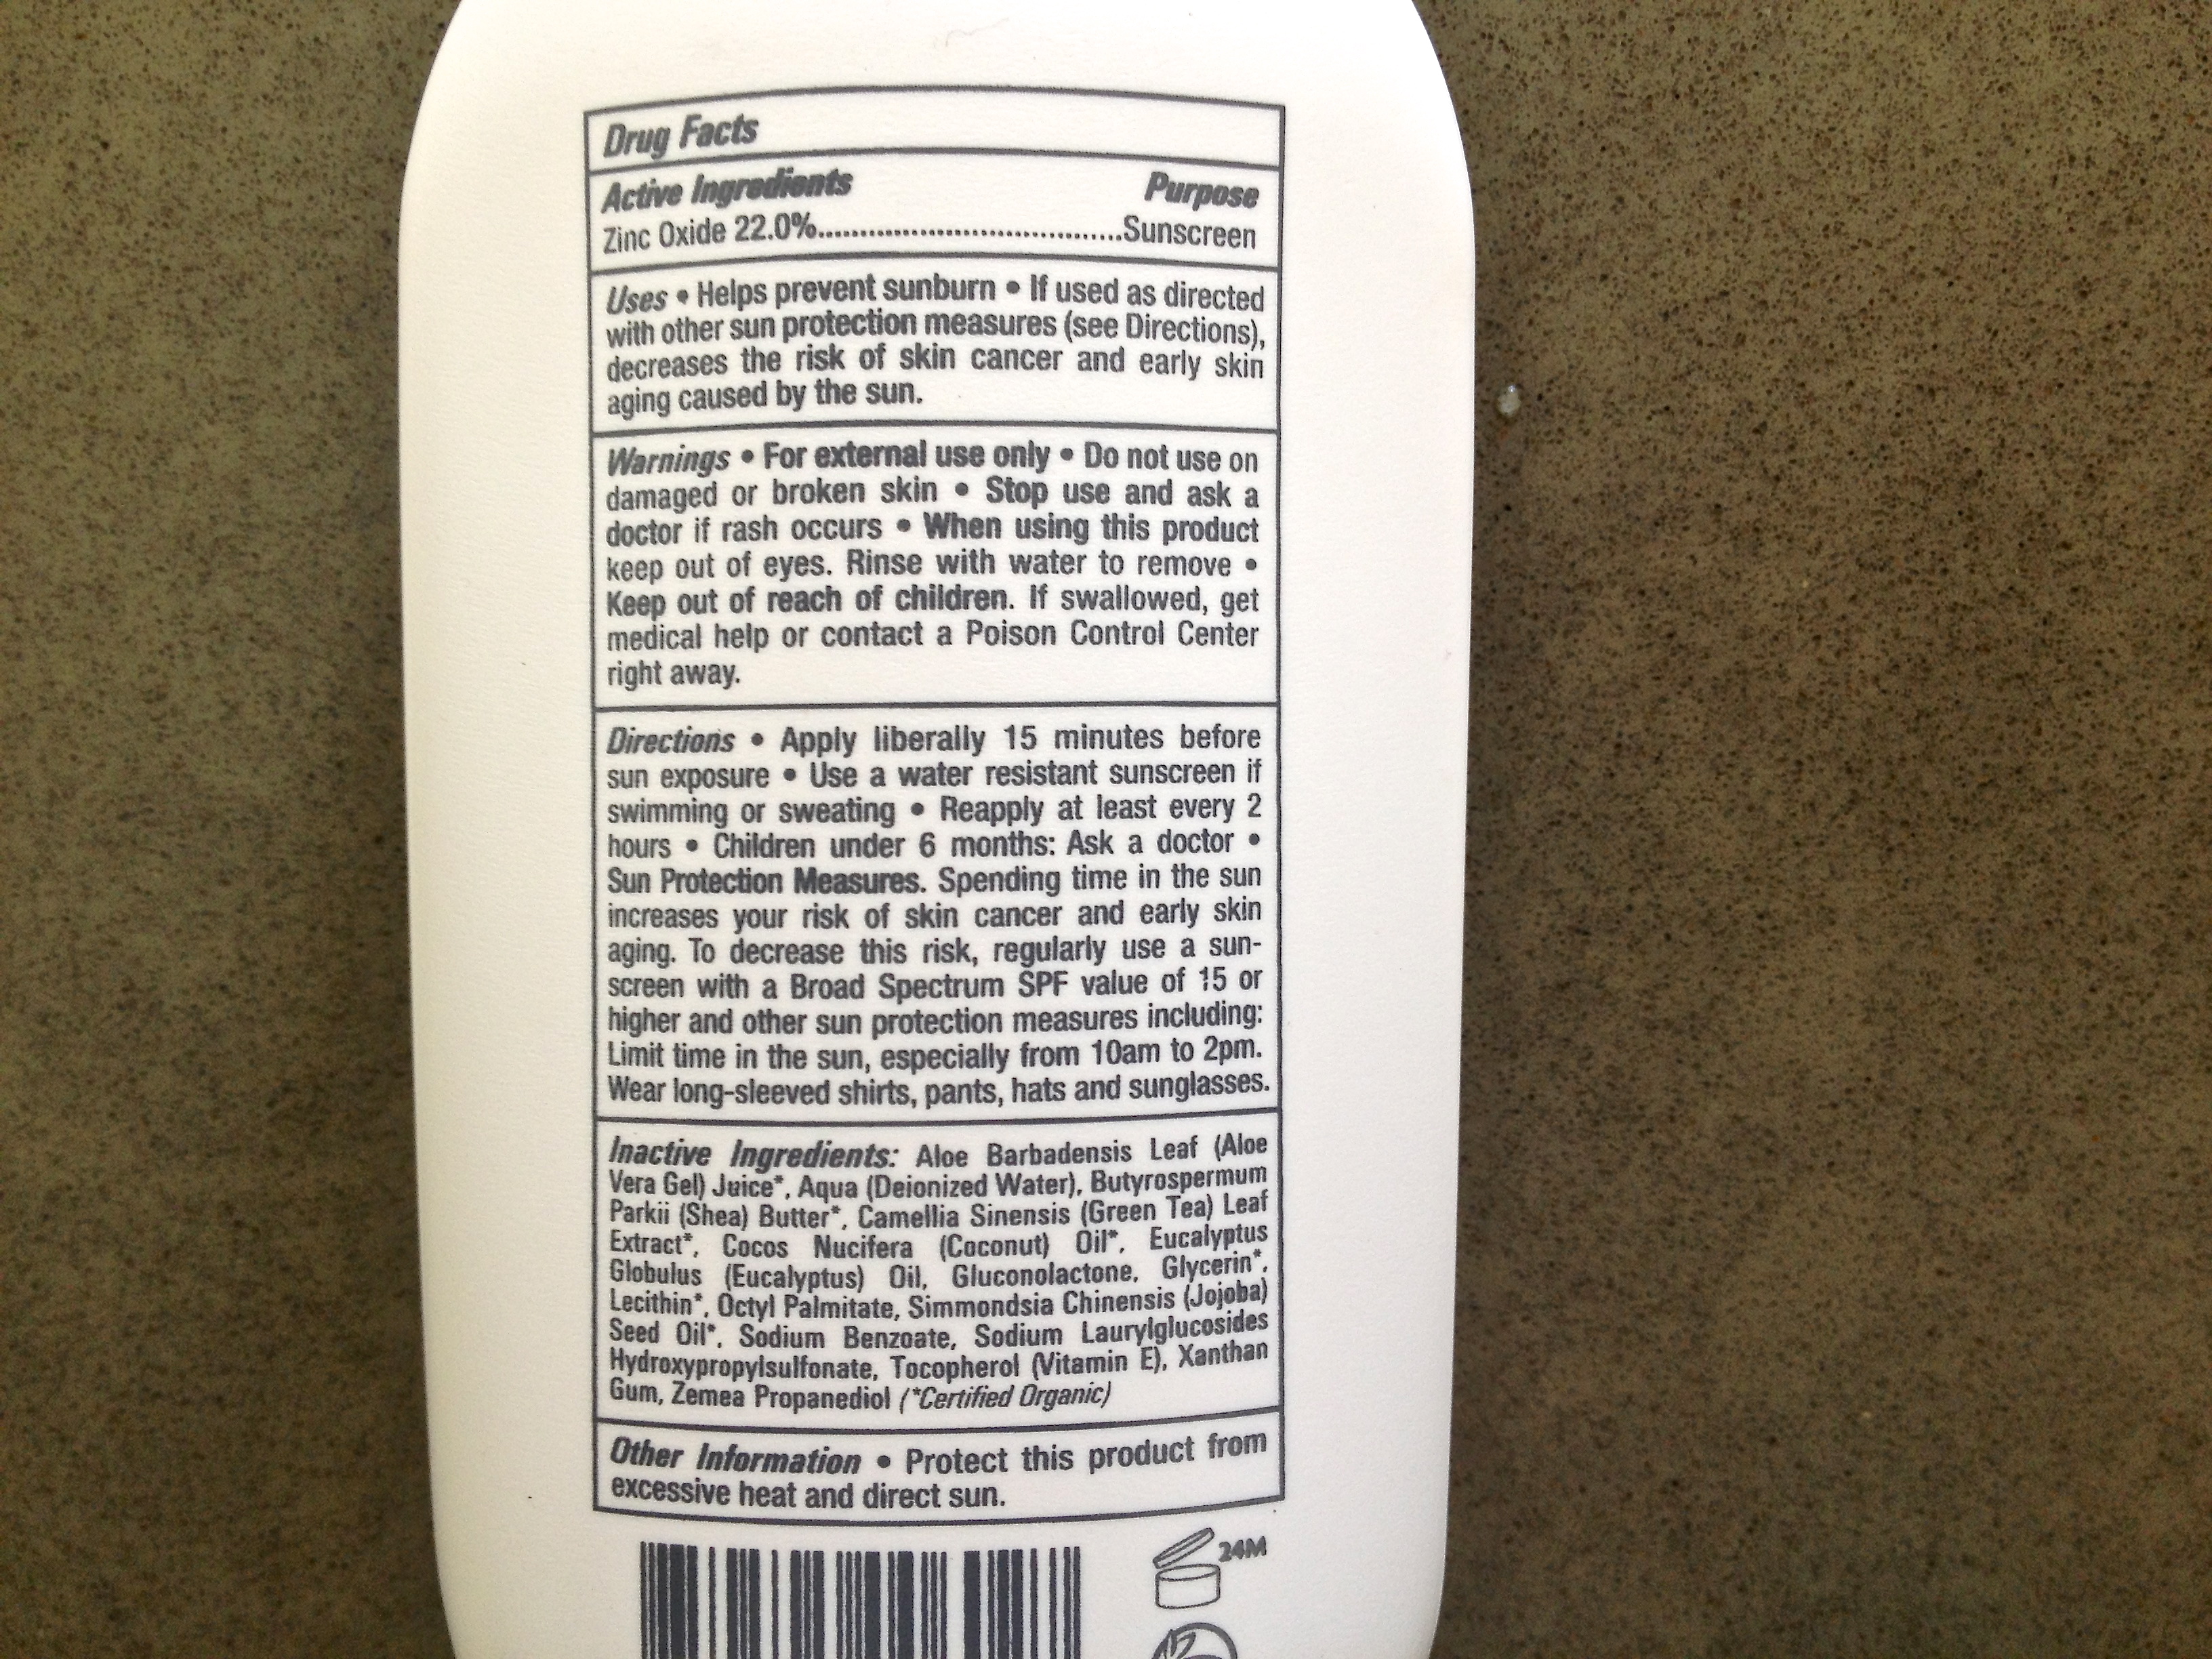 Drug Facts
Active Ingredients Purpose
Zinc Oxide 22.0%....................................Sunscreen
Uses • Helps prevent sunburn • If used as directed
with other sun protection measures (see Directions),
decreases the risk of skin cancer and early skin
aging caused by the sun.
Warnings • For external use only • Do not use on
damaged or broken skin • Stop use and ask a
doctor if rash occurs • When using this product
keep out of eyes. Rinse with water to remove •
Keep out of reach of children. If swallowed, get
medical help or contact a Poison Control Center
right away.
Directions • Apply liberally 15 minutes before
sun exposure • Use a water resistant sunscreen if
swimming or sweating • Reapply at least every 2
hours • Children under 6 months: Ask a doctor •
Sun Protection Measures. Spending time in the sun
increases your risk of skin cancer and early skin
aging. To decrease this risk, regularly use a sun-
screen with a Broad Spectrum SPF value of 15 or
higher and other sun protection measures including:
Limit time in the sun, especially from 10am to 2pm.
Wear long-sleeved shirts, pants, hats and sunglasses.
Inactive Ingredients: Aloe Barbadensis Leaf (Aloe
Vera Gel) Juice*, Aqua (Deionized Water), Butyrospermum
Parkii (Shea) Butter*, Camellia Sinensis (Green Tea) Leaf
Extract*, Cocos Nucifera (Coconut) Oil*, Eucalyptus
Globulus (Eucalyptus) Oil, Gluconolactone, Glycerin*,
Lecithin*, Octyl Palmitate, Simmondsia Chinensis (Jojoba)
Seed Oil*, Sodium Benzoate, Sodium Laurylglucosides
Hydroxypropylsulfonate, Tocopherol (Vitamin E), Xanthan
Gum, Zemea Propanediol (*Certified Organic)
Other Information • Protect this product from
excessive heat and direct sun.
24M